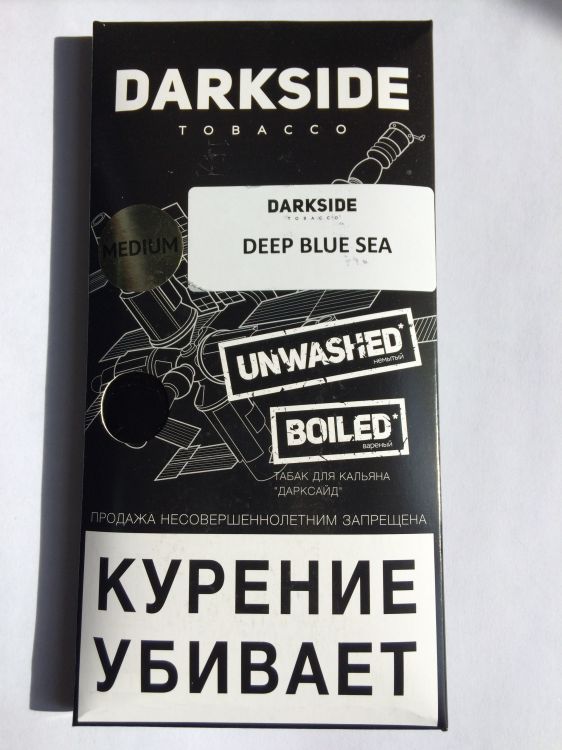 DARKSIDE
TOBACCO
DARKSIDE
TOBACCO
MEDIUM
DEEP BLUE SEA
UNWASHED*
немытый
BOILED*
вареный
ТАБАК ДЛЯ КАЛЬЯНА
"ДАРКСАЙД"
ПРОДАЖА НЕСОВЕРШЕННОЛЕТНИМ ЗАПРЕЩЕНА
КУРЕНИЕ
УБИВАЕТ